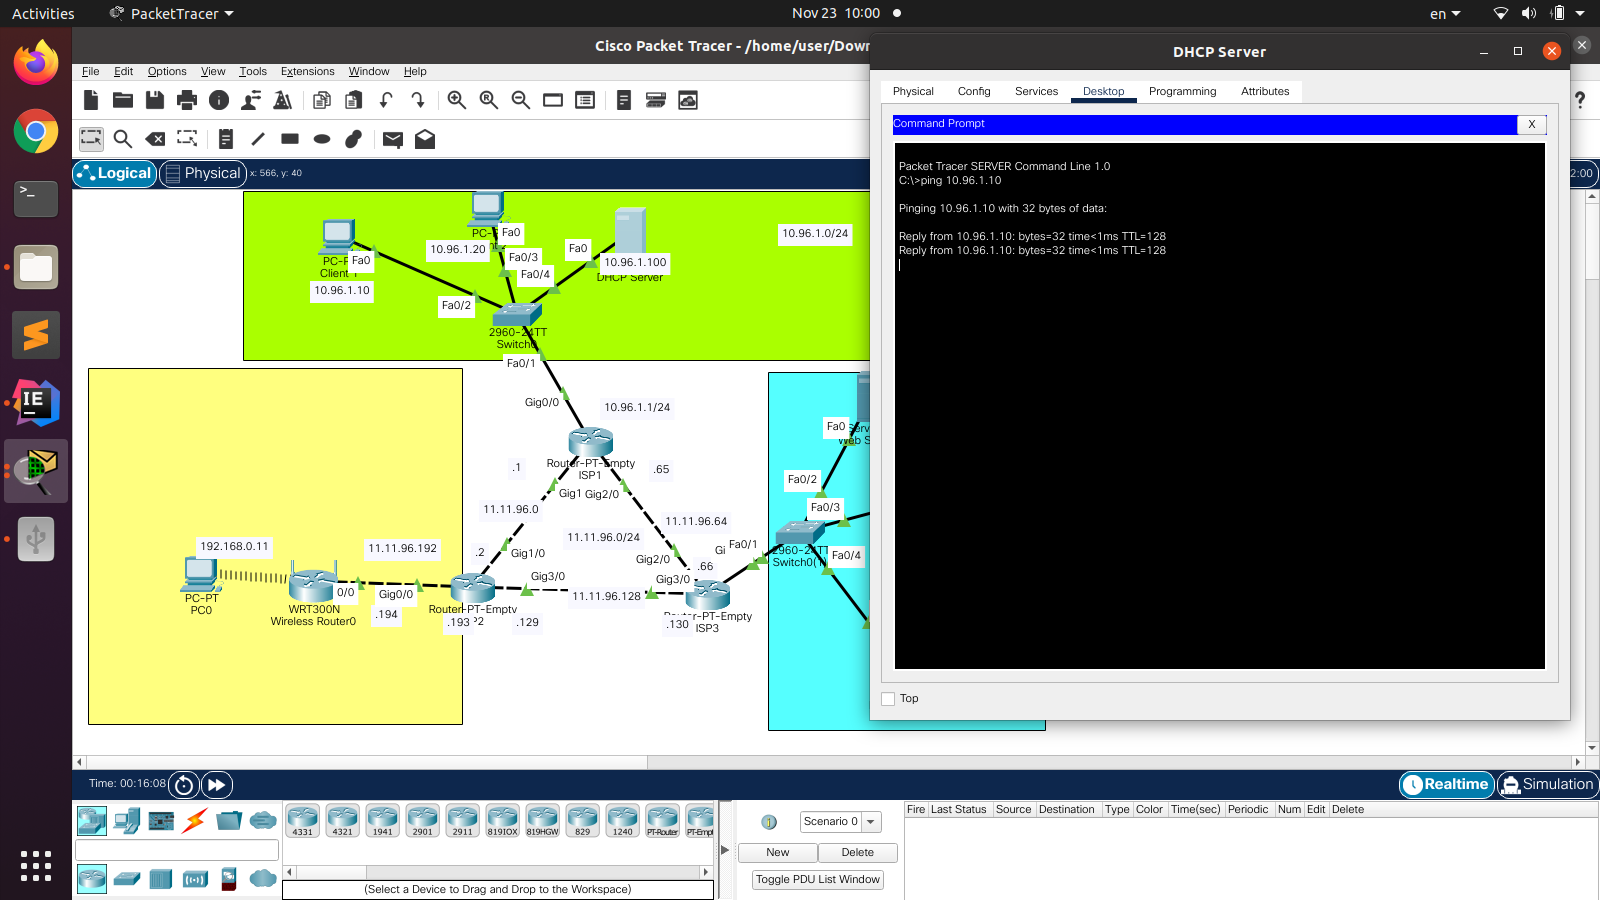 Activities
PacketTracer
Nov 23 10:00
en
Cisco Packet Tracer - /home/user/Dow
File Edit Options View Tools Extensions Window Help
Logical
Physical
x: 566, y: 40
2:00
10.96.1.0/24
PC-P
Fa0
10.96.1.20
Fa0/3
Fa0
Fa0/4
10.96.1.100
DHCP Server
PC-P
Fa0
Client 1
10.96.1.10
Fa0/2
2960-24TT
Switch0
Fa0/1
Gig0/0
10.96.1.1/24
Router-PT-Empty
ISP1
.1
.65
Gig1
Gig2/0
11.11.96.0
11.11.96.64
11.11.96.0/24
.2
Gig1/0
Gig2/0
Gi
Fa0/1
.66
Gig3/0
Gig3/0
11.11.96.128
192.168.0.11
11.11.96.192
PC-PT
PC0
WRT300N
Wireless Router0
0/0
Gig0/0
.194
Router-PT-Empty
P2
.193
.129
Router-PT-Empty
ISP3
.130
Fa0
Serv
Web S
Fa0/2
Fa0/3
2960-24TT
Switch0(1)
Fa0/4
DHCP Server
Physical Config Services Desktop Programming Attributes
Command Prompt
X
Packet Tracer SERVER Command Line 1.0
C:\>ping 10.96.1.10
Pinging 10.96.1.10 with 32 bytes of data:
Reply from 10.96.1.10: bytes=32 time<1ms TTL=128
Reply from 10.96.1.10: bytes=32 time<1ms TTL=128
Top
Time: 00:16:08
Realtime
Simulation
4331 4321 1941 2901 2911 819IOX 819HGW 829 1240 PT-Router PT-Empt
(Select a Device to Drag and Drop to the Workspace)
Scenario 0
New
Delete
Toggle PDU List Window
Fire Last Status Source Destination Type Color Time(sec) Periodic Num Edit Delete